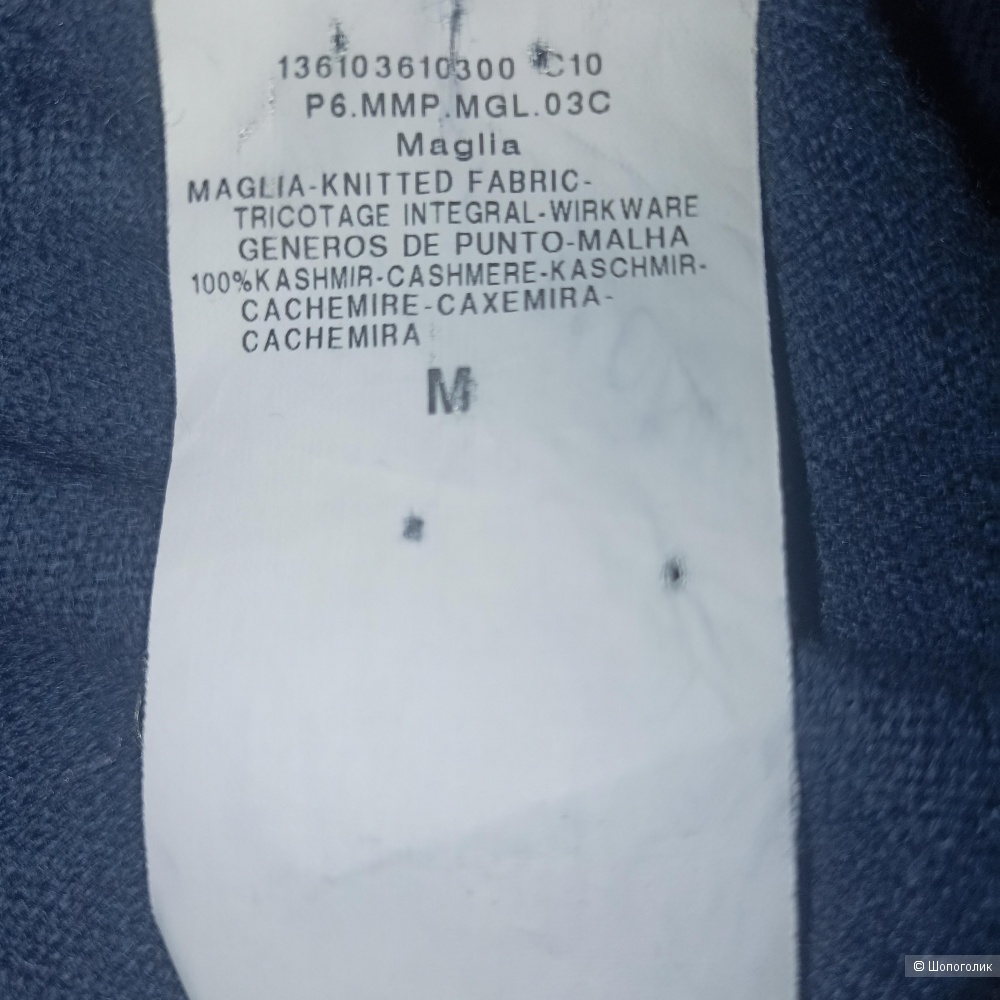 136103610300 C10
P6.MMP.MGL.03C
Maglia
MAGLIA-KNITTED FABRIC-
TRICOTAGE INTEGRAL-WIRKWARE
GENEROS DE PUNTO-MALHA
100%KASHMIR-CASHMERE-KASCHMIR-
CACHEMIRE-CAXEMIRA-
CACHEMIRA
M
© Шопоголик